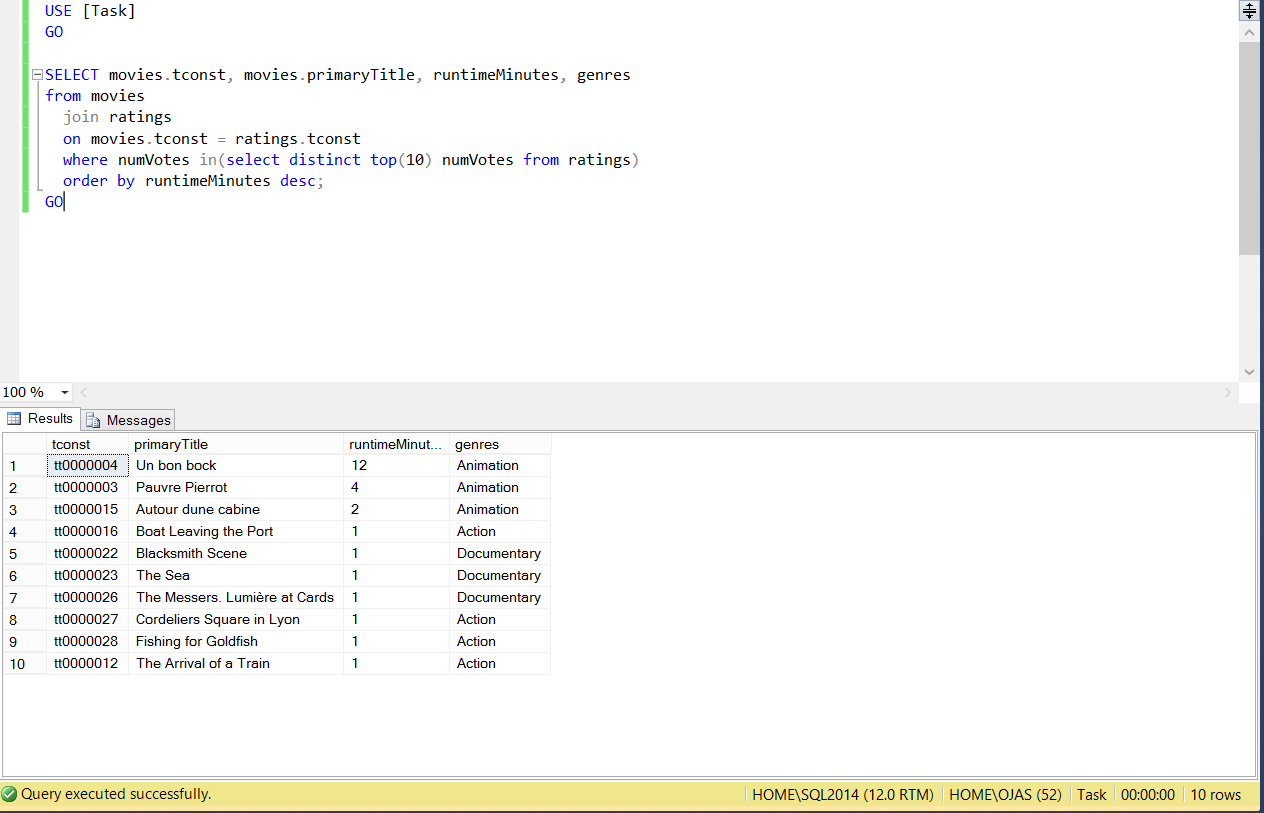 USE [Task]
GO
SELECT movies.tconst, movies.primaryTitle, runtimeMinutes, genres
from movies
join ratings
on movies.tconst = ratings.tconst
where numVotes in(select distinct top(10) numVotes from ratings)
order by runtimeMinutes desc;
GO
100 %
Results Messages
tconst primaryTitle runtimeMinut... genres
1 tt0000004 Un bon bock 12 Animation
2 tt0000003 Pauvre Pierrot 4 Animation
3 tt0000015 Autour dune cabine 2 Animation
4 tt0000016 Boat Leaving the Port 1 Action
5 tt0000022 Blacksmith Scene 1 Documentary
6 tt0000023 The Sea 1 Documentary
7 tt0000026 The Messers. Lumière at Cards 1 Documentary
8 tt0000027 Cordeliers Square in Lyon 1 Action
9 tt0000028 Fishing for Goldfish 1 Action
10 tt0000012 The Arrival of a Train 1 Action
Query executed successfully. HOME\SQL2014 (12.0 RTM) HOME\OJAS (52) Task 00:00:00 10 rows